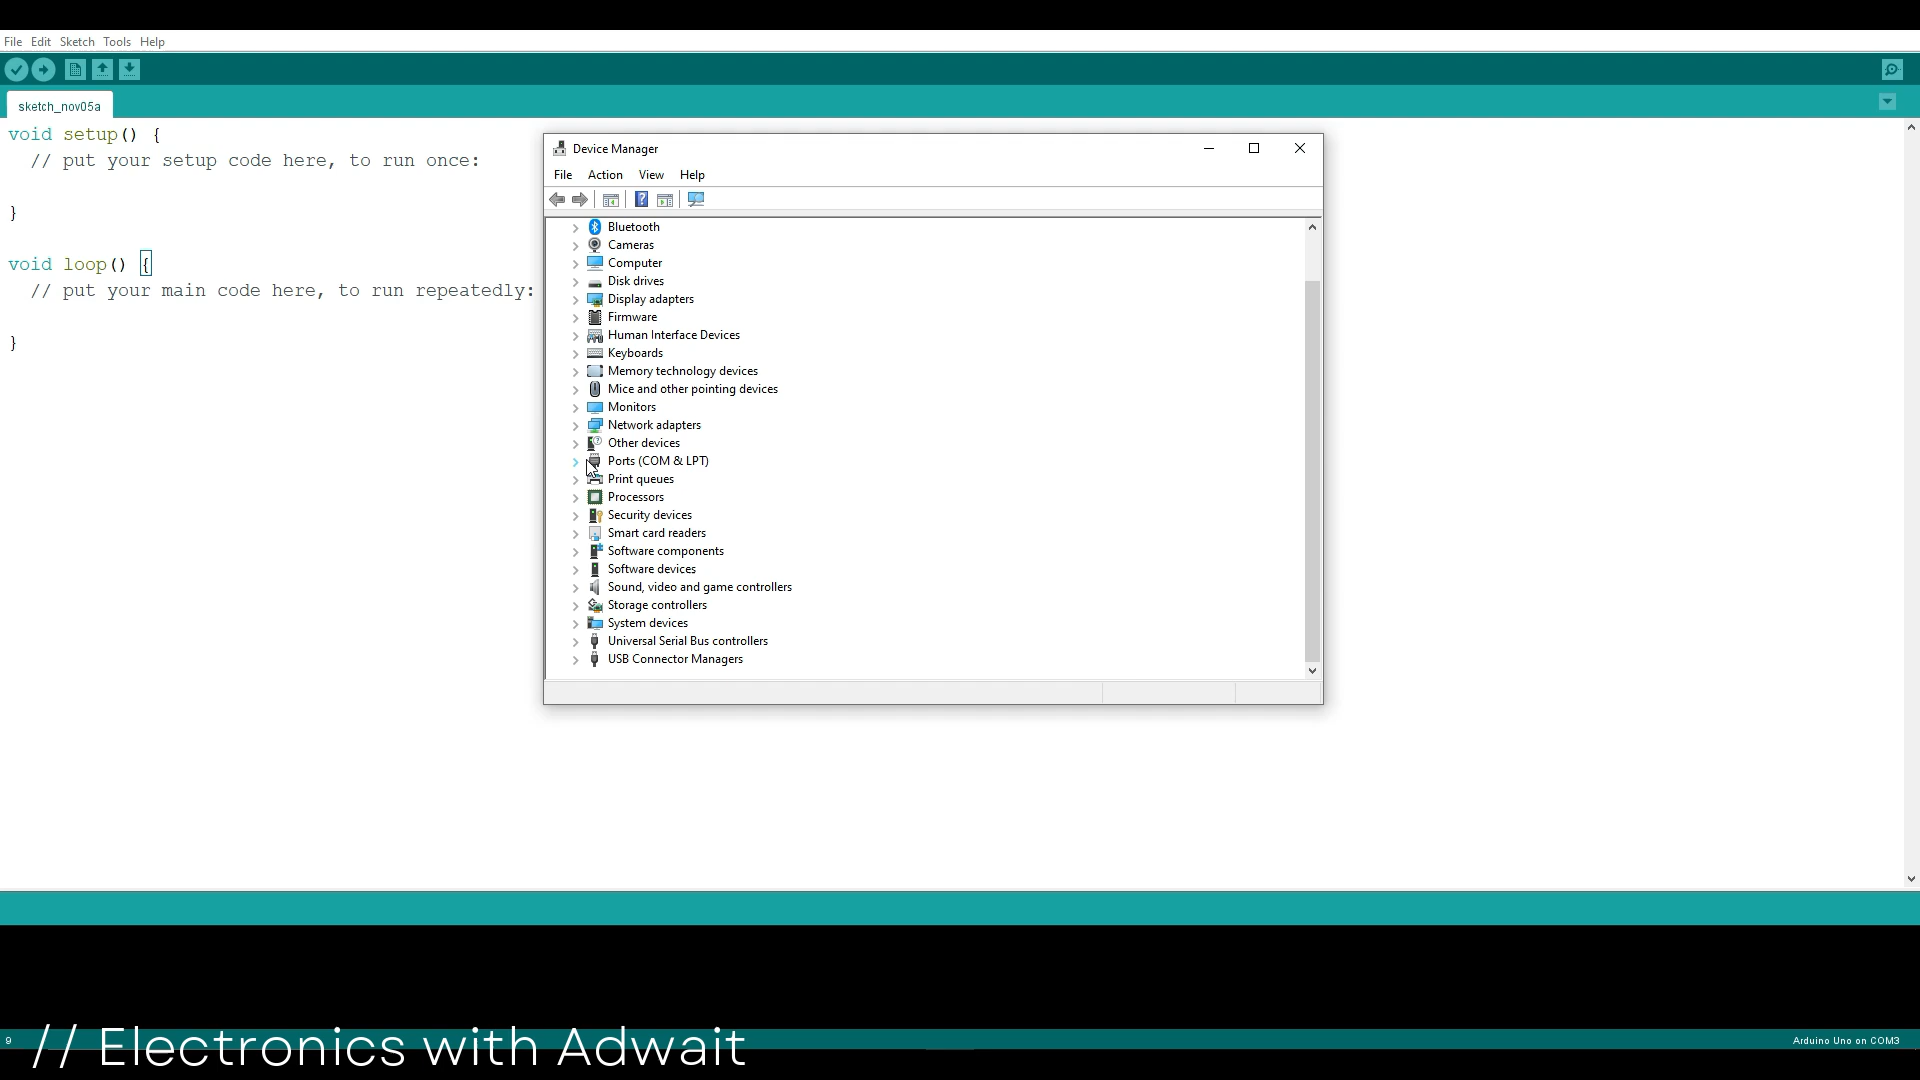 File Edit Sketch Tools Help
sketch_nov05a
void setup() {
// put your setup code here, to run once:
}
void loop() {
// put your main code here, to run repeatedly:
}
Device Manager
File Action View Help
Bluetooth
Cameras
Computer
Disk drives
Display adapters
Firmware
Human Interface Devices
Keyboards
Memory technology devices
Mice and other pointing devices
Monitors
Network adapters
Other devices
Ports (COM & LPT)
Print queues
Processors
Security devices
Smart card readers
Software components
Software devices
Sound, video and game controllers
Storage controllers
System devices
Universal Serial Bus controllers
USB Connector Managers
9
// Electronics with Adwait
Arduino Uno on COM3